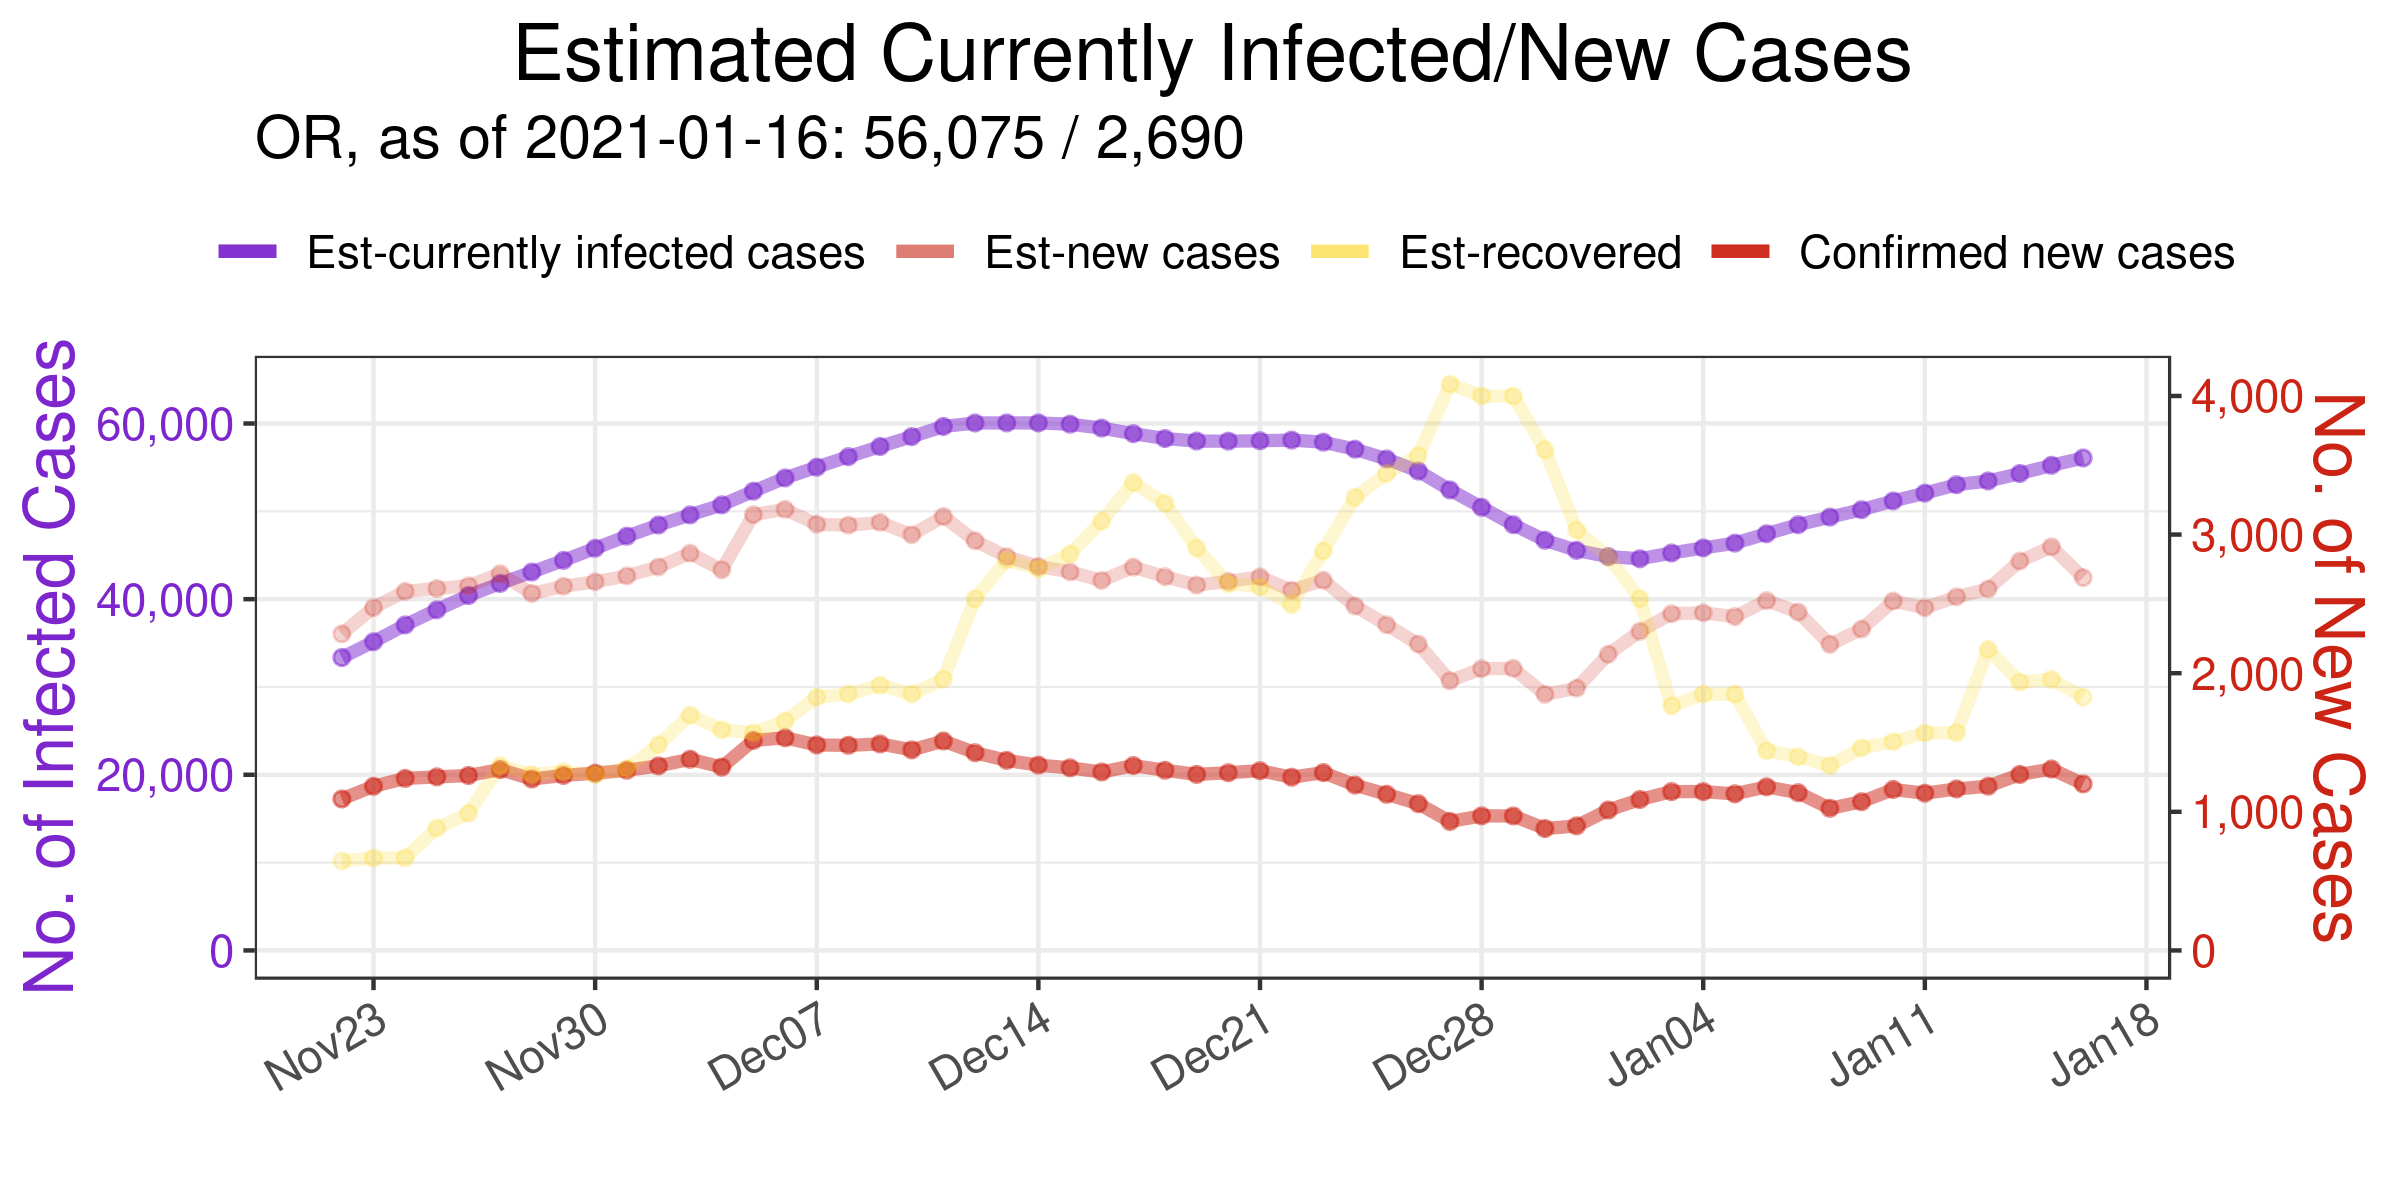 Estimated Currently Infected/New Cases
OR, as of 2021-01-16: 56,075 / 2,690
Est-currently infected cases Est-new cases Est-recovered Confirmed new cases
No. of Infected Cases
60,000
40,000
20,000
0
4,000
3,000
2,000
1,000
0
No. of New Cases
Nov23 Nov30 Dec07 Dec14 Dec21 Dec28 Jan04 Jan11 Jan18